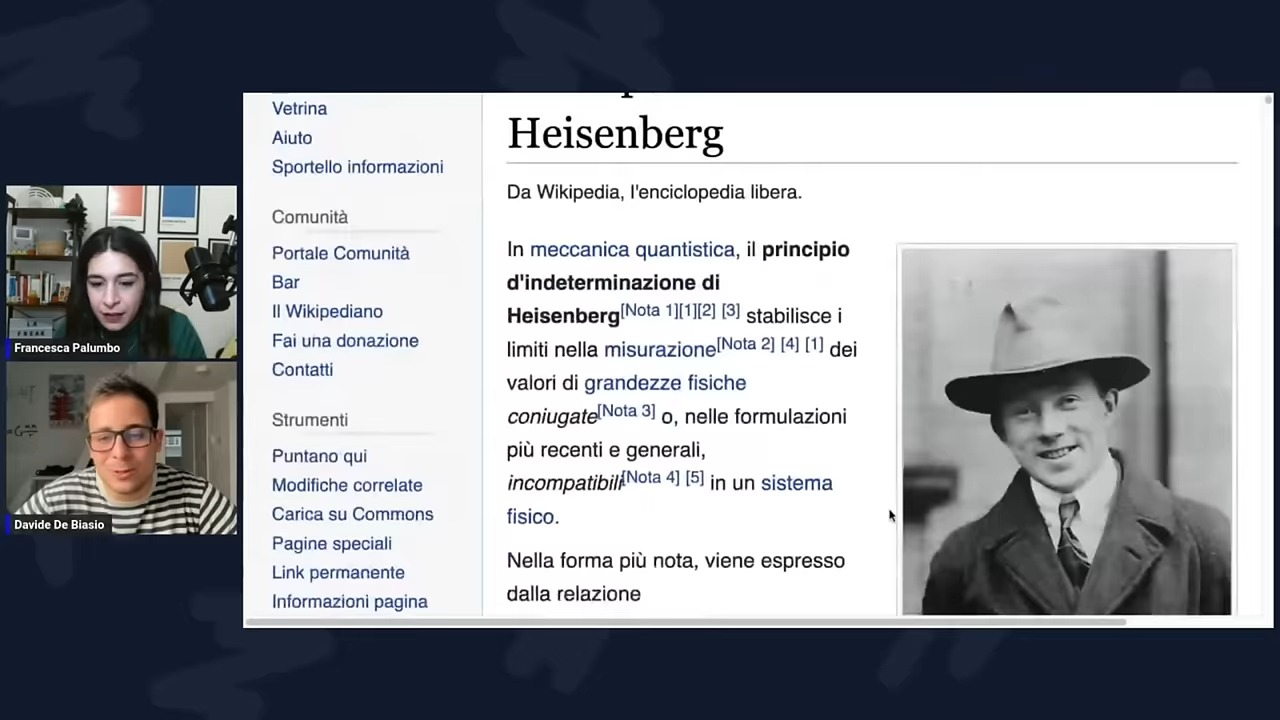 Vetrina
Aiuto
Sportello informazioni
Comunità
Portale Comunità
Bar
Il Wikipediano
Fai una donazione
Contatti
Strumenti
Puntano qui
Modifiche correlate
Carica su Commons
Pagine speciali
Link permanente
Informazioni pagina
Heisenberg
Da Wikipedia, l'enciclopedia libera.
In meccanica quantistica, il principio
d'indeterminazione di
Heisenberg[Nota 1][1][2] [3] stabilisce i
limiti nella misurazione[Nota 2] [4] [1] dei
valori di grandezze fisiche
coniugate[Nota 3] o, nelle formulazioni
più recenti e generali,
incompatibili[Nota 4] [5] in un sistema
fisico.
Nella forma più nota, viene espresso
dalla relazione
Francesca Palumbo
Davide De Biasio